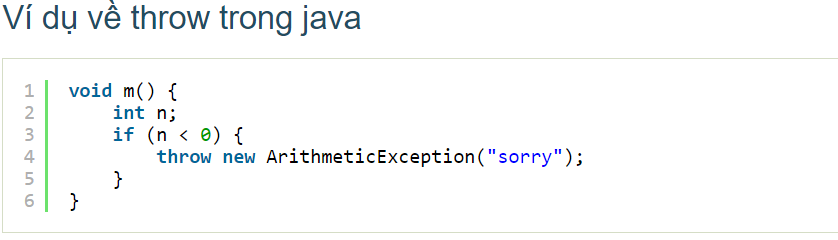 Ví dụ về throw trong java
1 void m() {
2     int n;
3     if (n < 0) {
4         throw new ArithmeticException("sorry");
5     }
6 }